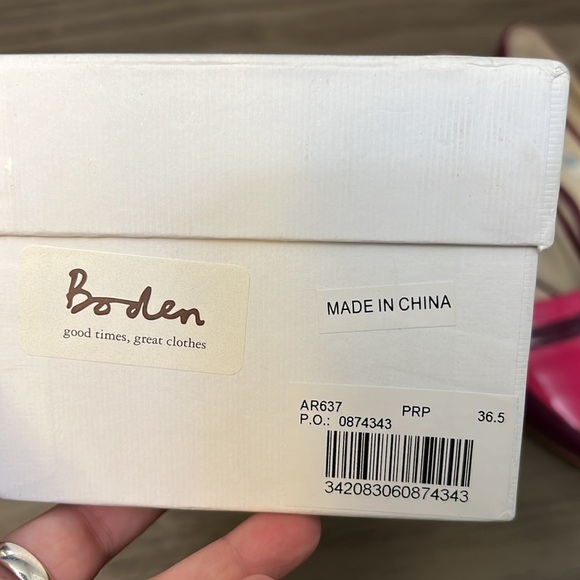 Boden
good times, great clothes
MADE IN CHINA
AR637 PRP 36.5
P.O.: 0874343
342083060874343